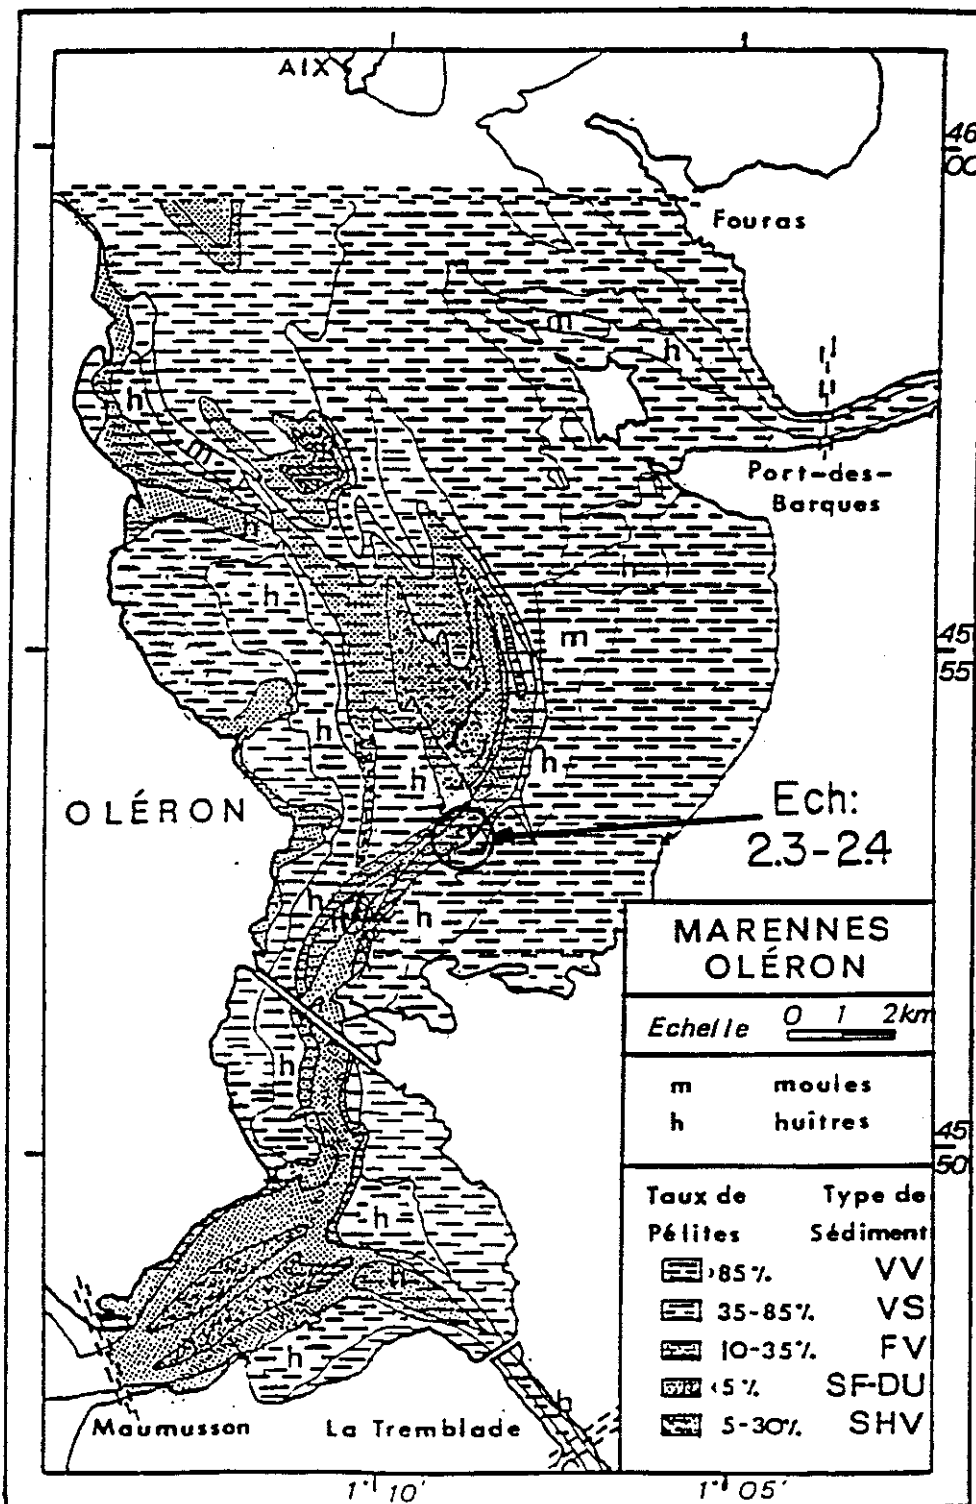 AIX
46
00
Fouras
m
h
h
m
Port-des-
Barques
h
h
h
m
45
55
h
h
h
OLÉRON
Ech:
2.3-2.4
h
h
MARENNES
OLÉRON
Echelle 0 1 2km
h
m moules
h huîtres
45
50
Taux de Type de
Pélites Sédiment
h
h
>85% VV
35-85% VS
10-35% FV
<5% SF-DU
5-30% SHV
h
h
Maumusson La Tremblade
1° 10' 1° 05'